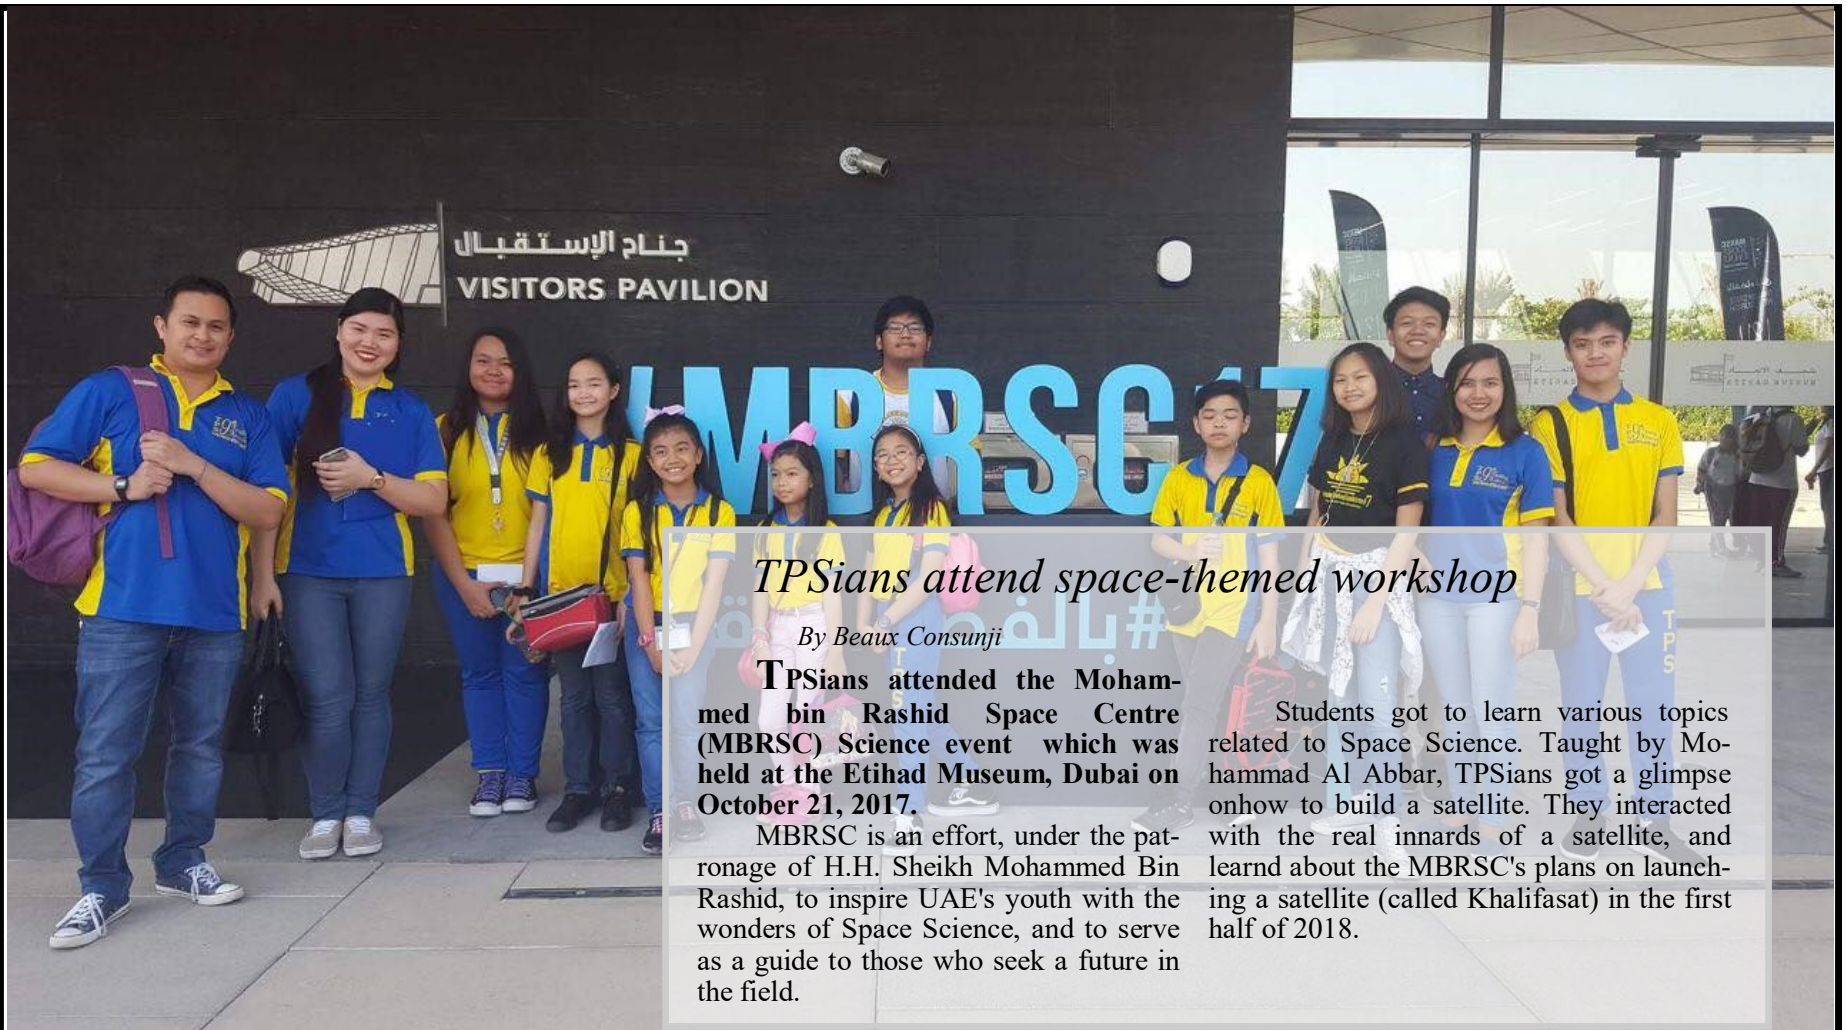 جناح الإستقبال
VISITORS PAVILION
#MBRSC17
TPSians attend space-themed workshop
By Beaux Consunji
TPSians attended the Moham-
med bin Rashid Space Centre
(MBRSC) Science event which was
held at the Etihad Museum, Dubai on
October 21, 2017.
MBRSC is an effort, under the pat-
ronage of H.H. Sheikh Mohammed Bin
Rashid, to inspire UAE's youth with the
wonders of Space Science, and to serve
as a guide to those who seek a future in
the field.
Students got to learn various topics
related to Space Science. Taught by Mo-
hammad Al Abbar, TPSians got a glimpse
onhow to build a satellite. They interacted
with the real innards of a satellite, and
learnd about the MBRSC's plans on launch-
ing a satellite (called Khalifasat) in the first
half of 2018.
TPS
TPS
ETIHAD MUSEUM